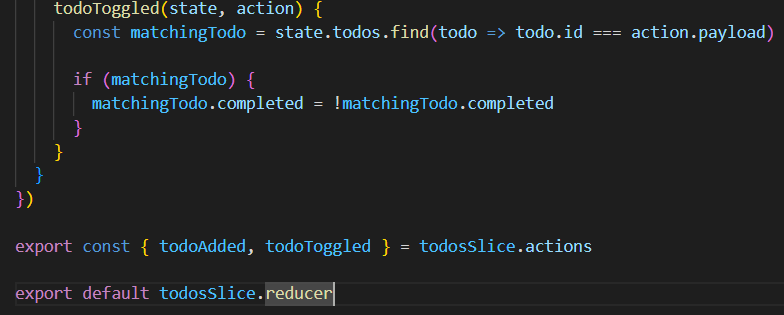 todoToggled(state, action) {
const matchingTodo = state.todos.find(todo => todo.id === action.payload)
if (matchingTodo) {
matchingTodo.completed = !matchingTodo.completed
}
}
}
})
export const { todoAdded, todoToggled } = todosSlice.actions
export default todosSlice.reducer